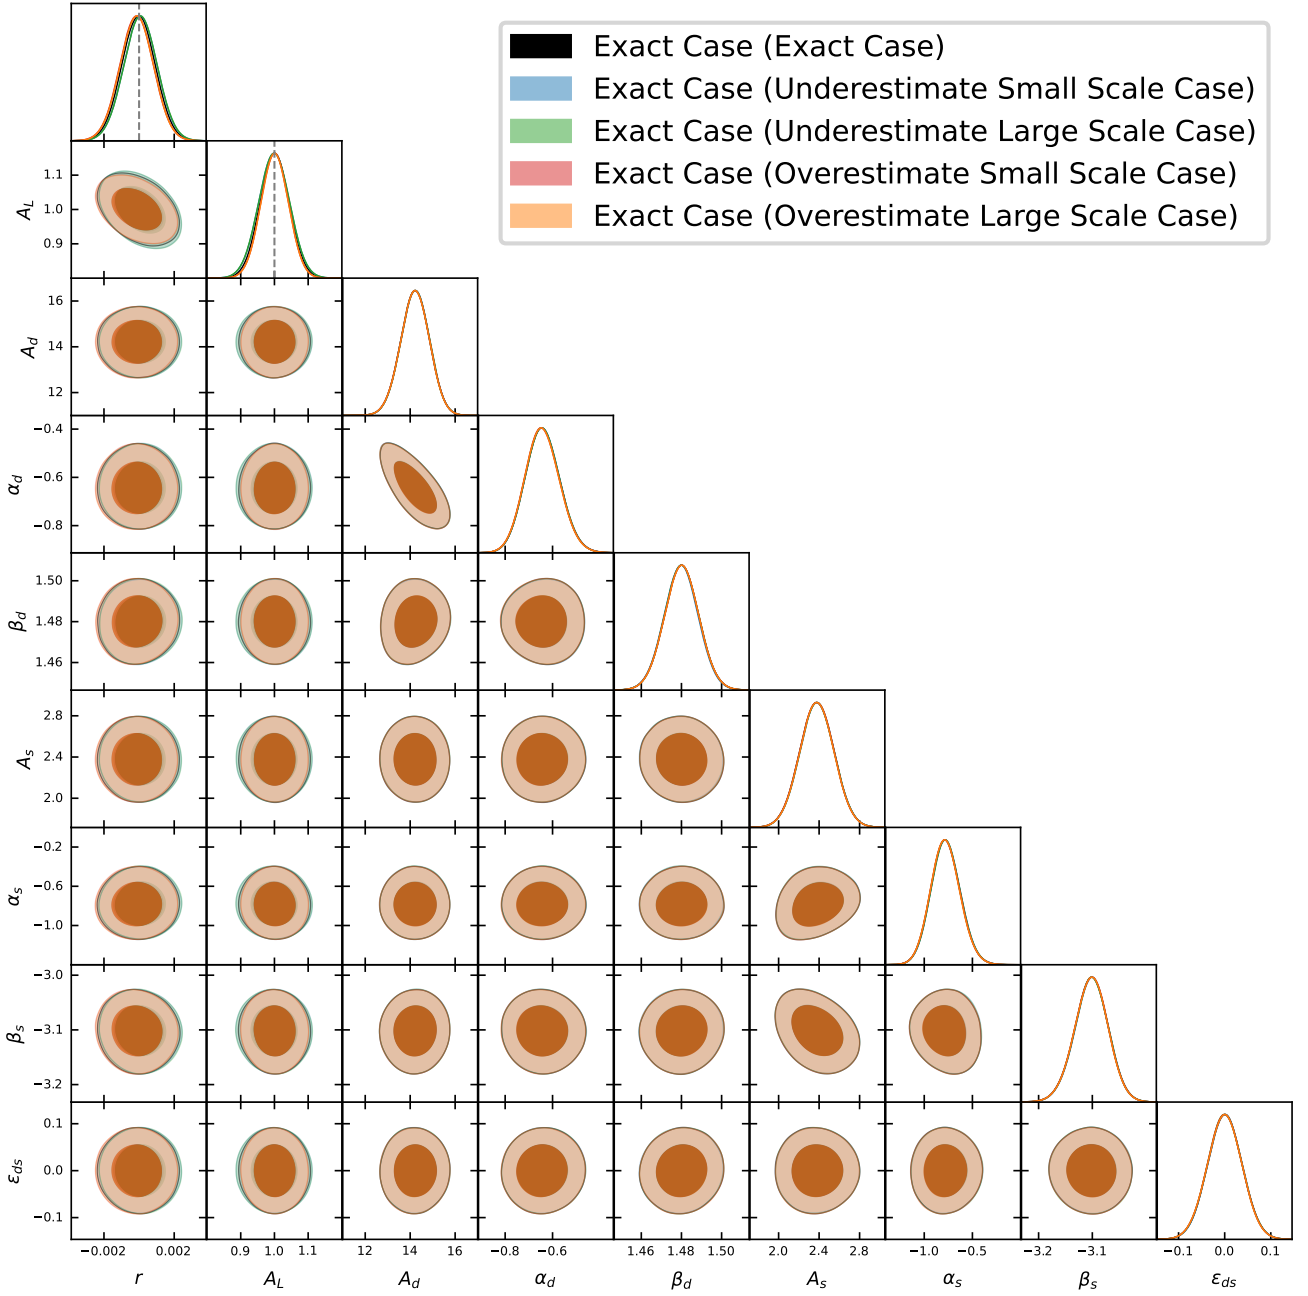 Exact Case (Exact Case)
Exact Case (Underestimate Small Scale Case)
Exact Case (Underestimate Large Scale Case)
Exact Case (Overestimate Small Scale Case)
Exact Case (Overestimate Large Scale Case)
1.1
1.0
0.9
A_L
16
14
12
A_d
−0.4
−0.6
−0.8
α_d
1.50
1.48
1.46
β_d
2.8
2.4
2.0
A_s
−0.2
−0.6
−1.0
α_s
−3.0
−3.1
−3.2
β_s
0.1
0.0
−0.1
ε_ds
−0.002 0.002 0.9 1.0 1.1 12 14 16 −0.8 −0.6 1.46 1.48 1.50 2.0 2.4 2.8 −1.0 −0.5 −3.2 −3.1 −0.1 0.0 0.1
r A_L A_d α_d β_d A_s α_s β_s ε_ds